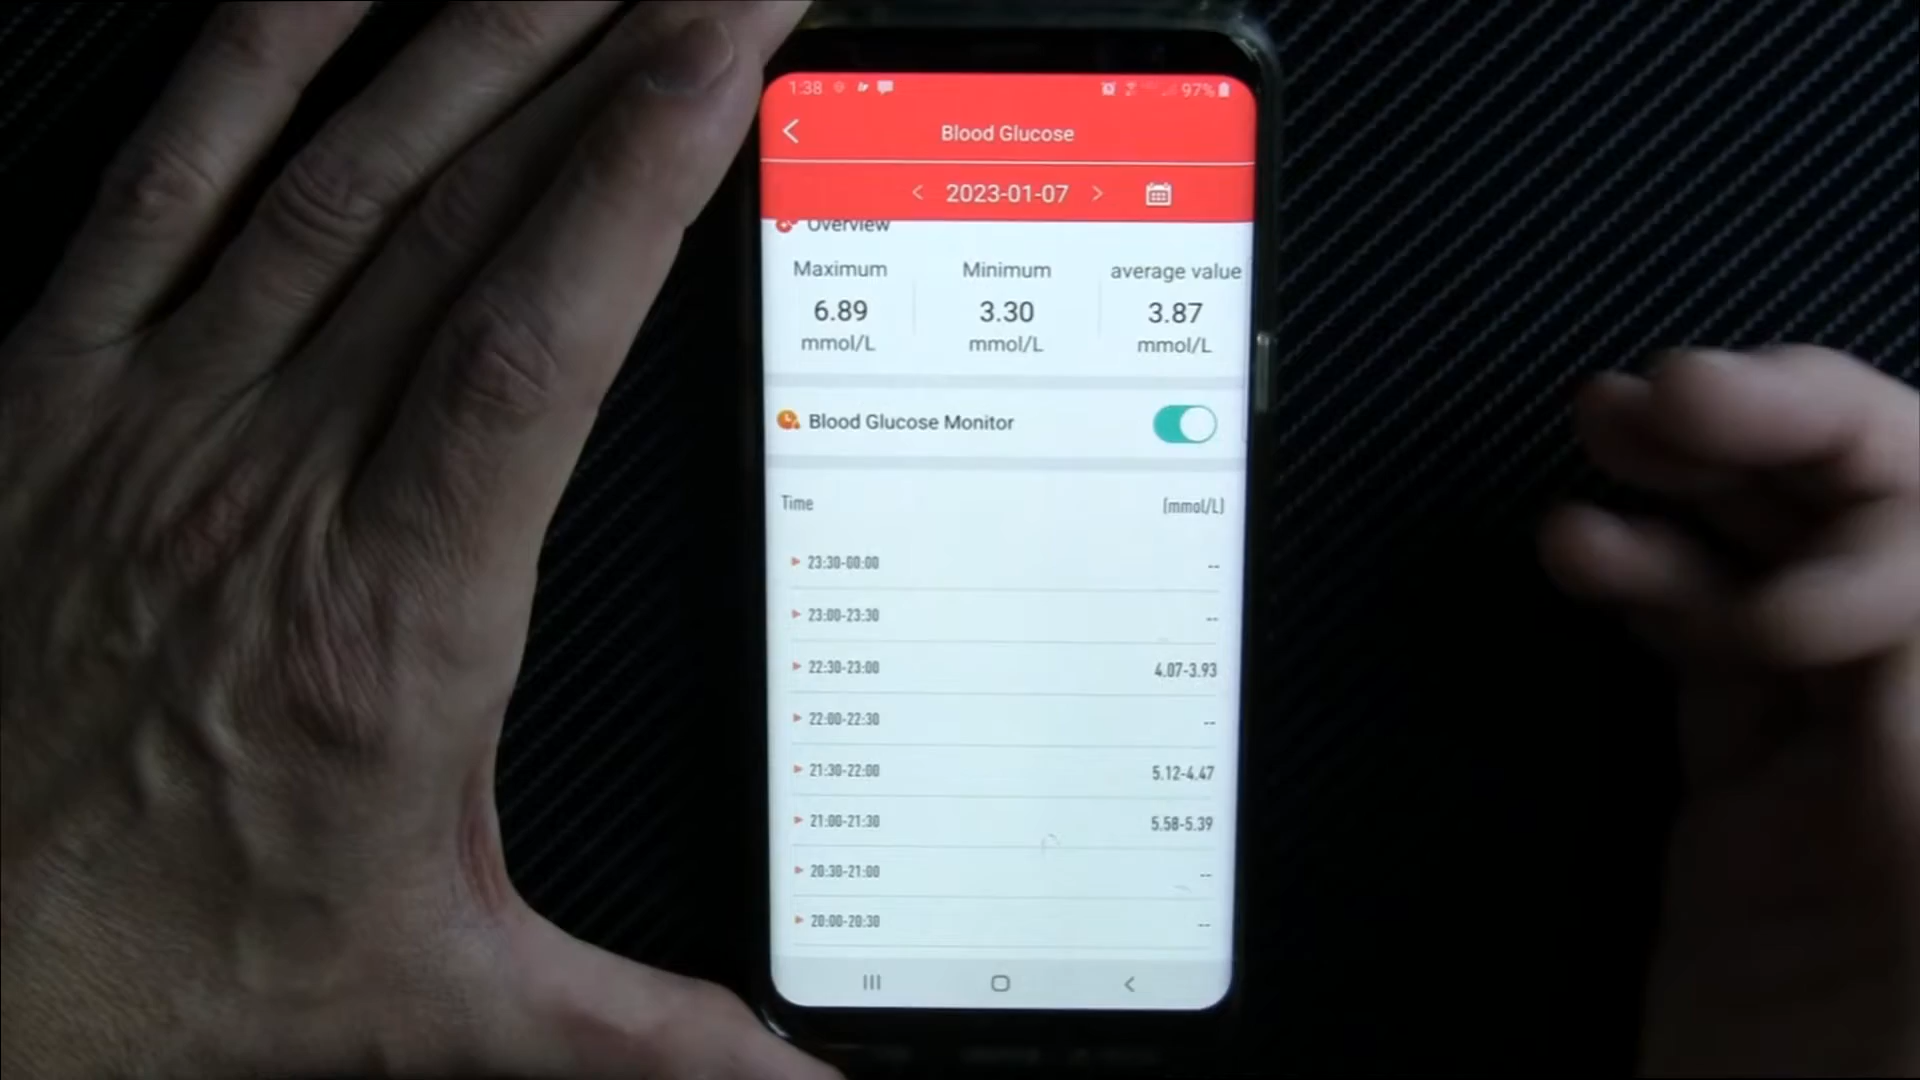 1:38 97%
Blood Glucose
< 2023-01-07 >
Overview
Maximum Minimum average value
6.89 3.30 3.87
mmol/L mmol/L mmol/L
Blood Glucose Monitor
Time (mmol/L)
23:30-00:00 --
23:00-23:30 --
22:30-23:00 4.07-3.93
22:00-22:30 --
21:30-22:00 5.12-4.47
21:00-21:30 5.58-5.39
20:30-21:00 --
20:00-20:30 --